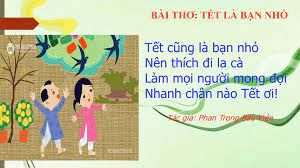 BÀI THƠ: TẾT LÀ BẠN NHỎ
Tết cũng là bạn nhỏ
Nên thích đi la cà
Làm mọi người mong đợi
Nhanh chân nào Tết ơi!
Tác giả: Phan Trọng Bảo Viên